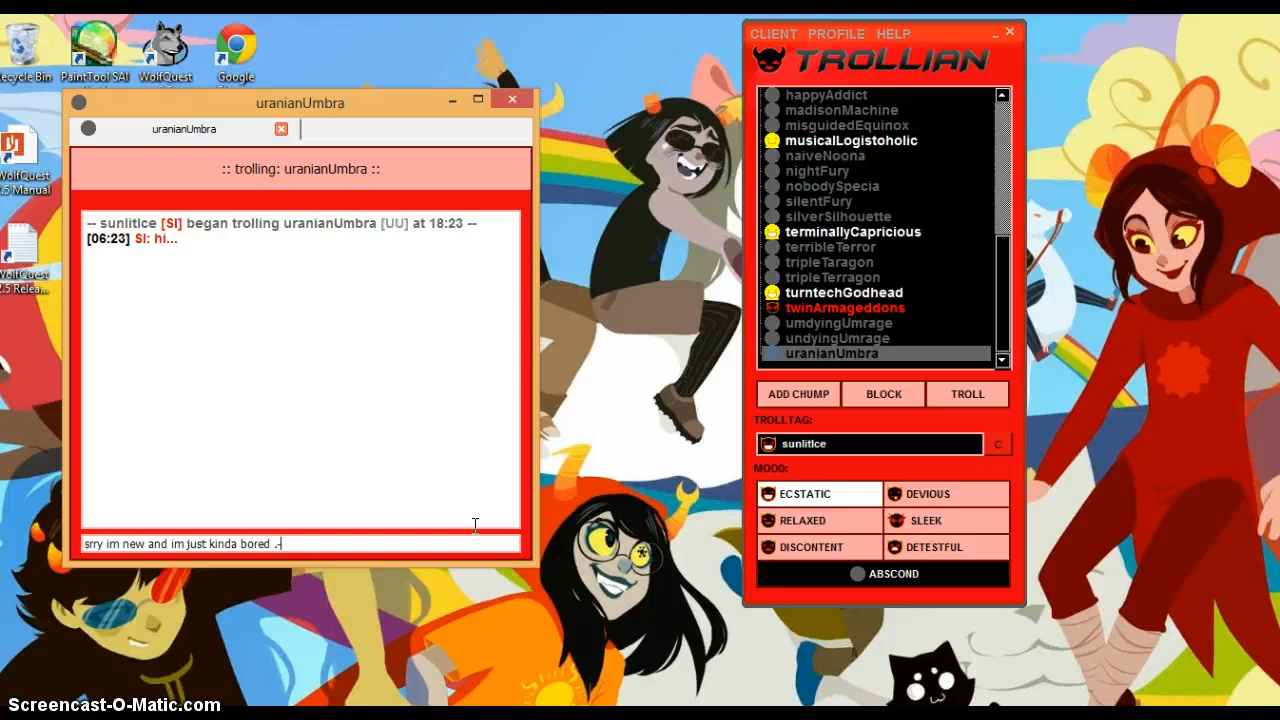 Recycle Bin
PaintTool SAI
WolfQuest
Google
WolfQuest
2.5 Manual
WolfQuest
2.5 Relea...
uranianUmbra
uranianUmbra
:: trolling: uranianUmbra ::
-- sunlitIce [SI] began trolling uranianUmbra [UU] at 18:23 --
[06:23] SI: hi...
srry im new and im just kinda bored .-
CLIENT PROFILE HELP
TROLLIAN
happyAddict
madisonMachine
misguidedEquinox
musicalLogistoholic
naiveNoona
nightFury
nobodySpecia
silentFury
silverSilhouette
terminallyCapricious
terribleTerror
tripleTaragon
tripleTerragon
turntechGodhead
twinArmageddons
umdyingUmrage
undyingUmrage
uranianUmbra
ADD CHUMP BLOCK TROLL
TROLLTAG:
sunlitIce C
MOOD:
ECSTATIC DEVIOUS
RELAXED SLEEK
DISCONTENT DETESTFUL
ABSCOND
Screencast-O-Matic.com